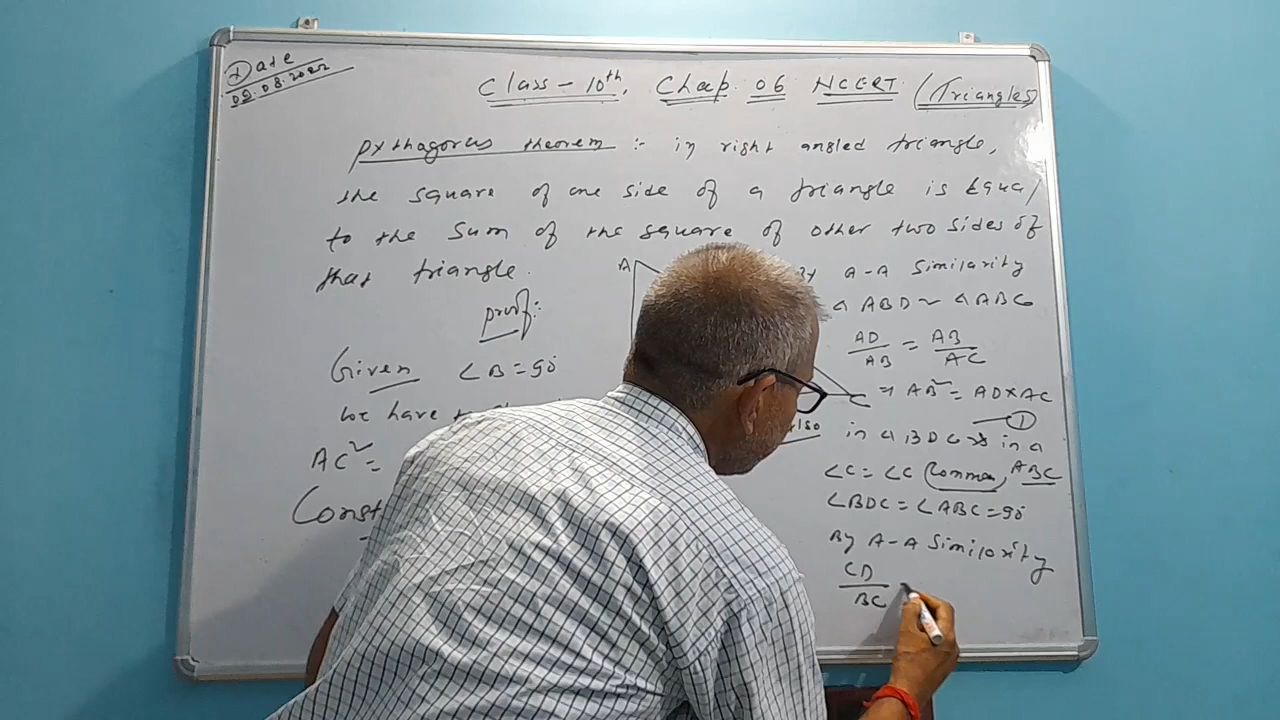 Date
09.08.2022
Class - 10th, Chap. 06 NCERT. (Triangles)
Pythagorus theorem :- in right angled triangle,
the square of one side of a triangle is Equal
to the sum of the square of other two sides of
that triangle.
proof:-
Given ∠B = 90°
we have to
AC² =
Const
A
C
By A-A Similarity
△ABD ~ △ABC
AD/AB = AB/AC
⇒ AB² = AD×AC
①
Also in △BDC & in △
ABC
∠C = ∠C Common,
∠BDC = ∠ABC = 90°
By A-A Similarity
CD/BC =